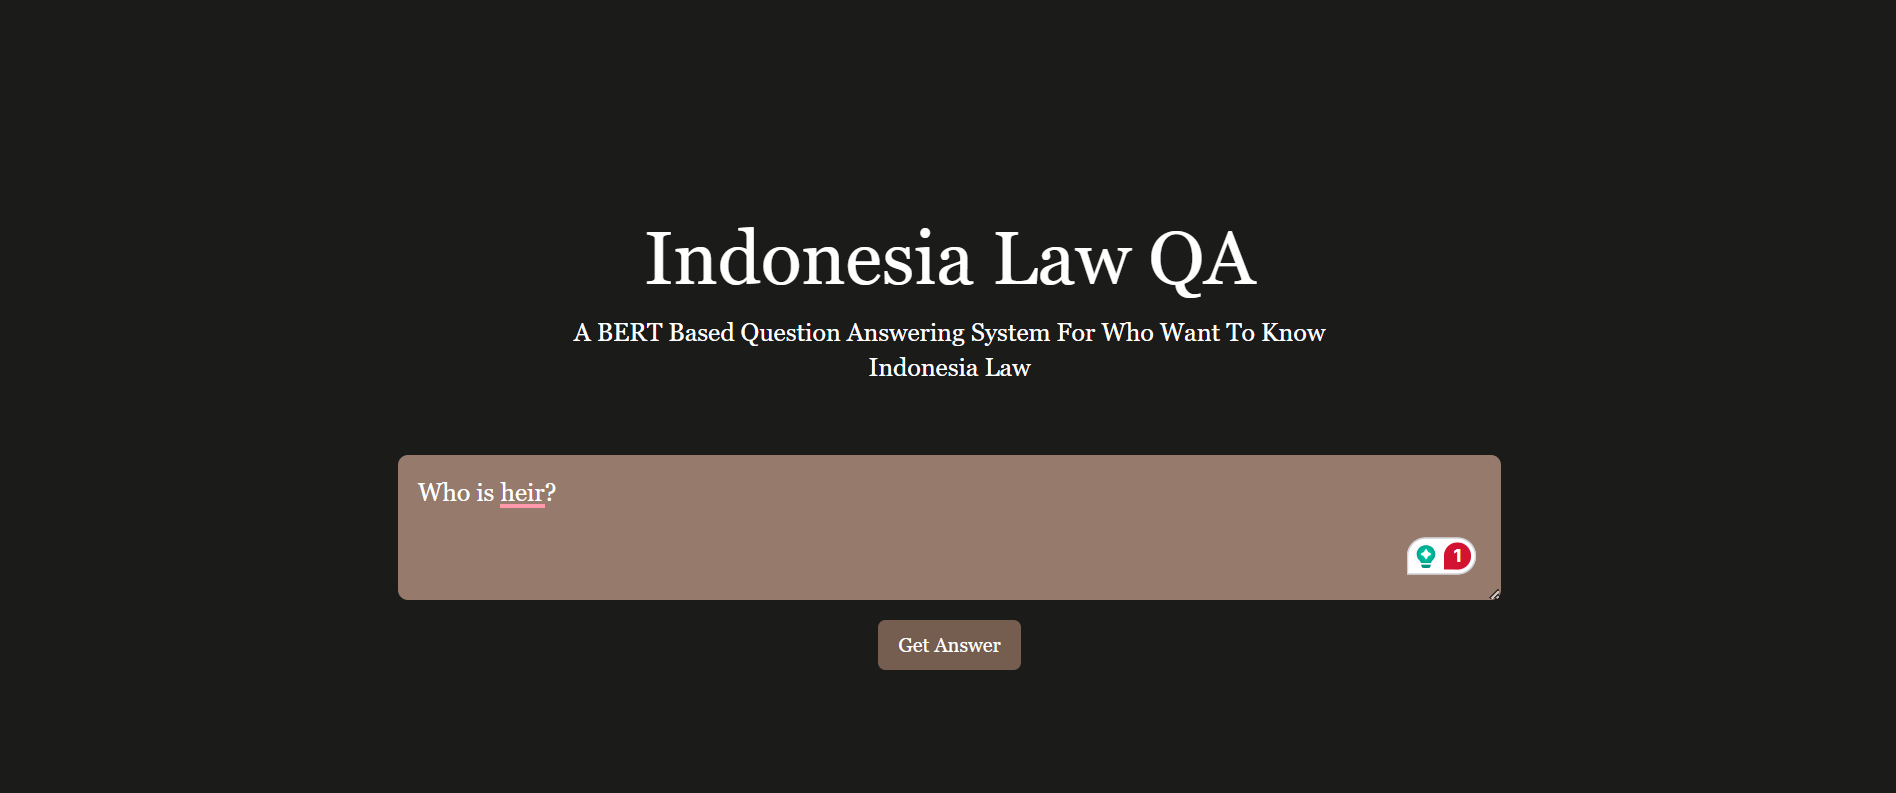 Indonesia Law QA
A BERT Based Question Answering System For Who Want To Know
Indonesia Law
Who is heir?
1
Get Answer